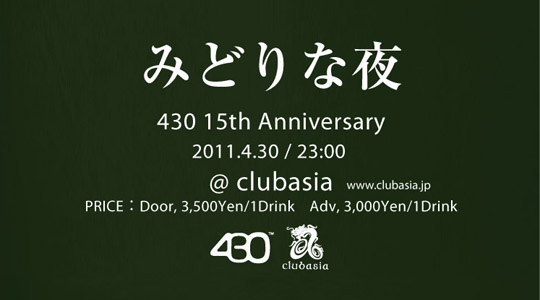 みどりな夜
430 15th Anniversary
2011.4.30 / 23:00
@ clubasia www.clubasia.jp
PRICE：Door, 3,500Yen/1Drink Adv, 3,000Yen/1Drink
430™ clubasia